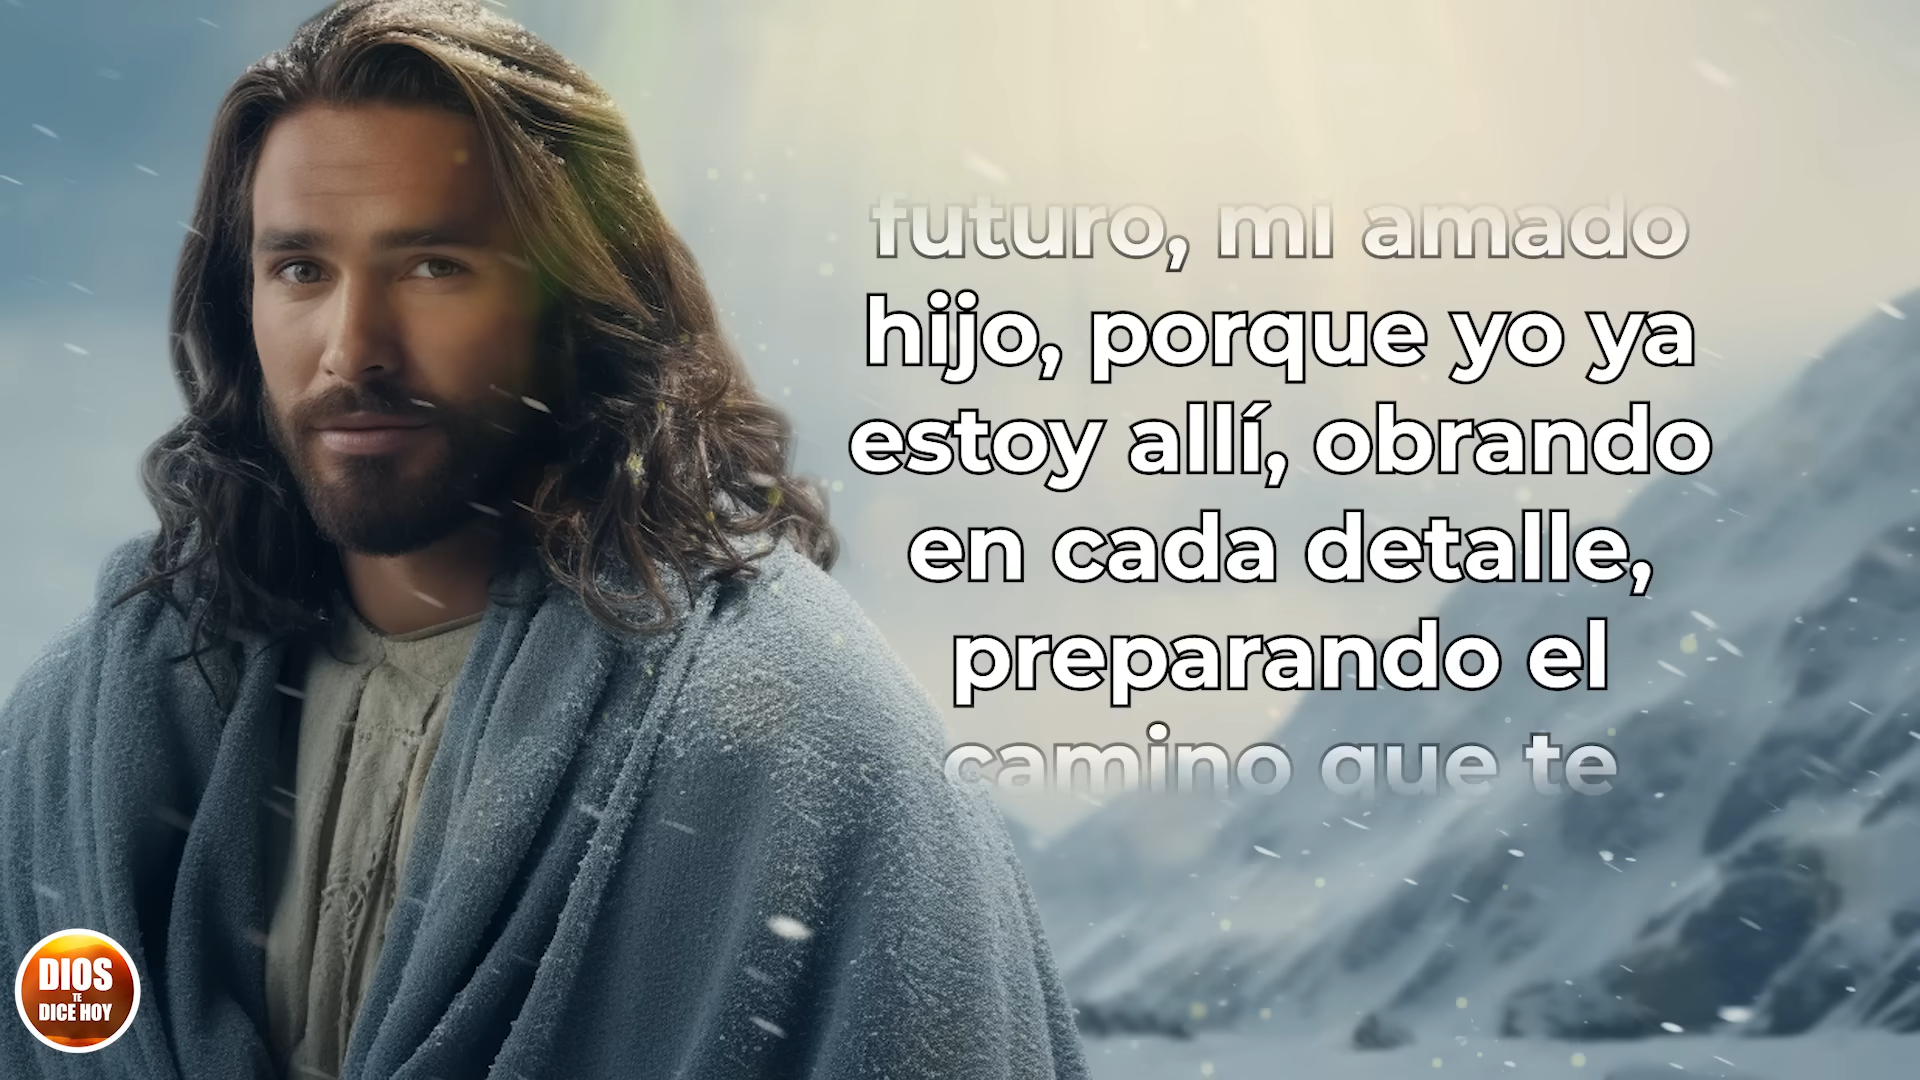 futuro, mi amado
hijo, porque yo ya
estoy allí, obrando
en cada detalle,
preparando el
camino que te
DIOS
TE
DICE HOY